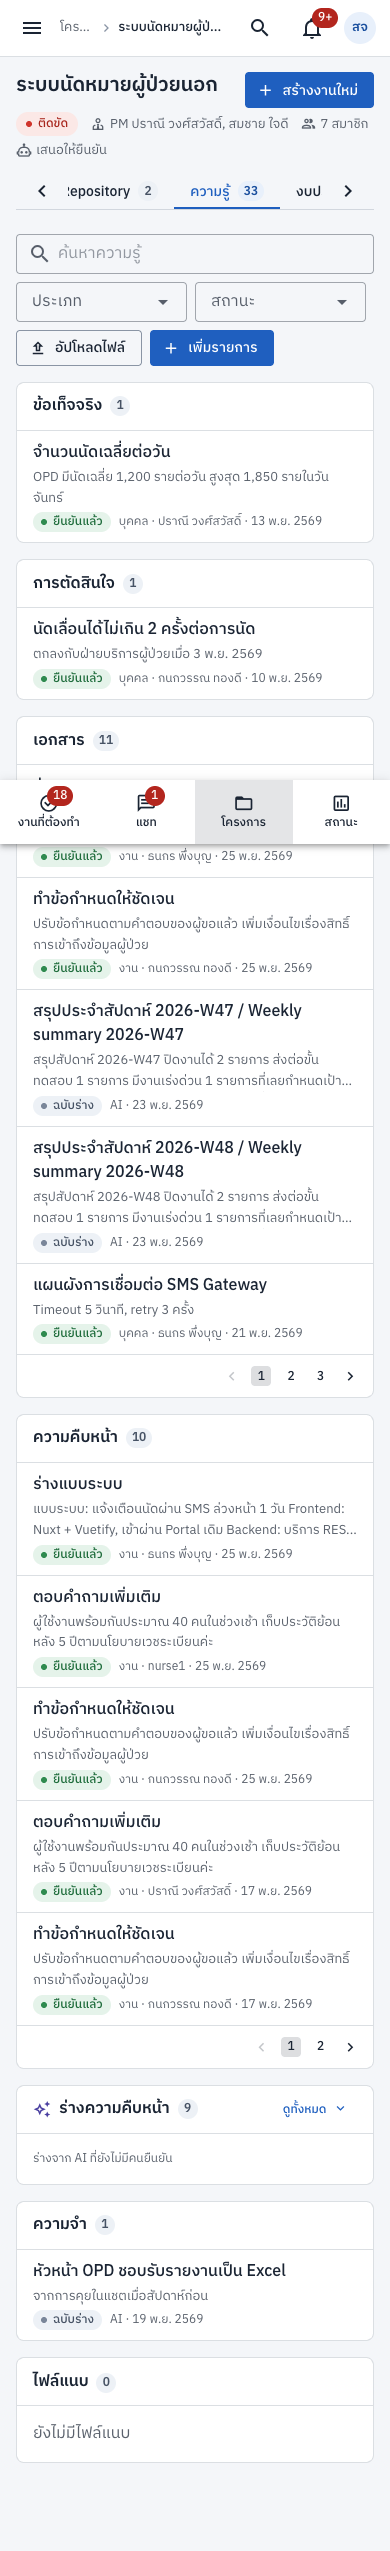 โคร...
ระบบนัดหมายผู้ป่...
9+
สจ
ระบบนัดหมายผู้ป่วยนอก
สร้างงานใหม่
ติดขัด
PM ปราณี วงศ์สวัสดิ์, สมชาย ใจดี
7 สมาชิก
เสนอให้ยืนยัน
Repository 2
ความรู้ 33
งบป
ค้นหาความรู้
ประเภท
สถานะ
อัปโหลดไฟล์
เพิ่มรายการ
ข้อเท็จจริง 1
จำนวนนัดเฉลี่ยต่อวัน
OPD มีนัดเฉลี่ย 1,200 รายต่อวัน สูงสุด 1,850 รายในวัน
จันทร์
ยืนยันแล้ว บุคคล · ปราณี วงศ์สวัสดิ์ · 13 พ.ย. 2569
การตัดสินใจ 1
นัดเลื่อนได้ไม่เกิน 2 ครั้งต่อการนัด
ตกลงกับฝ่ายบริการผู้ป่วยเมื่อ 3 พ.ย. 2569
ยืนยันแล้ว บุคคล · กนกวรรณ ทองดี · 10 พ.ย. 2569
เอกสาร 11
18
งานที่ต้องทำ
1
แชท
โครงการ
สถานะ
ยืนยันแล้ว งาน · ธนกร พึ่งบุญ · 25 พ.ย. 2569
ทำข้อกำหนดให้ชัดเจน
ปรับข้อกำหนดตามคำตอบของผู้ขอแล้ว เพิ่มเงื่อนไขเรื่องสิทธิ์
การเข้าถึงข้อมูลผู้ป่วย
ยืนยันแล้ว งาน · กนกวรรณ ทองดี · 25 พ.ย. 2569
สรุปประจำสัปดาห์ 2026-W47 / Weekly
summary 2026-W47
สรุปสัปดาห์ 2026-W47 ปิดงานได้ 2 รายการ ส่งต่อขั้น
ทดสอบ 1 รายการ มีงานเร่งด่วน 1 รายการที่เลยกำหนดเป้า...
ฉบับร่าง AI · 23 พ.ย. 2569
สรุปประจำสัปดาห์ 2026-W48 / Weekly
summary 2026-W48
สรุปสัปดาห์ 2026-W48 ปิดงานได้ 2 รายการ ส่งต่อขั้น
ทดสอบ 1 รายการ มีงานเร่งด่วน 1 รายการที่เลยกำหนดเป้า...
ฉบับร่าง AI · 23 พ.ย. 2569
แผนผังการเชื่อมต่อ SMS Gateway
Timeout 5 วินาที, retry 3 ครั้ง
ยืนยันแล้ว บุคคล · ธนกร พึ่งบุญ · 21 พ.ย. 2569
1 2 3
ความคืบหน้า 10
ร่างแบบระบบ
แบบระบบ: แจ้งเตือนนัดผ่าน SMS ล่วงหน้า 1 วัน Frontend:
Nuxt + Vuetify, เข้าผ่าน Portal เดิม Backend: บริการ RES...
ยืนยันแล้ว งาน · ธนกร พึ่งบุญ · 25 พ.ย. 2569
ตอบคำถามเพิ่มเติม
ผู้ใช้งานพร้อมกันประมาณ 40 คนในช่วงเช้า เก็บประวัติย้อน
หลัง 5 ปีตามนโยบายเวชระเบียนค่ะ
ยืนยันแล้ว งาน · nurse1 · 25 พ.ย. 2569
ทำข้อกำหนดให้ชัดเจน
ปรับข้อกำหนดตามคำตอบของผู้ขอแล้ว เพิ่มเงื่อนไขเรื่องสิทธิ์
การเข้าถึงข้อมูลผู้ป่วย
ยืนยันแล้ว งาน · กนกวรรณ ทองดี · 25 พ.ย. 2569
ตอบคำถามเพิ่มเติม
ผู้ใช้งานพร้อมกันประมาณ 40 คนในช่วงเช้า เก็บประวัติย้อน
หลัง 5 ปีตามนโยบายเวชระเบียนค่ะ
ยืนยันแล้ว งาน · ปราณี วงศ์สวัสดิ์ · 17 พ.ย. 2569
ทำข้อกำหนดให้ชัดเจน
ปรับข้อกำหนดตามคำตอบของผู้ขอแล้ว เพิ่มเงื่อนไขเรื่องสิทธิ์
การเข้าถึงข้อมูลผู้ป่วย
ยืนยันแล้ว งาน · กนกวรรณ ทองดี · 17 พ.ย. 2569
1 2
ร่างความคืบหน้า 9
ดูทั้งหมด
ร่างจาก AI ที่ยังไม่มีคนยืนยัน
ความจำ 1
หัวหน้า OPD ชอบรับรายงานเป็น Excel
จากการคุยในแชตเมื่อสัปดาห์ก่อน
ฉบับร่าง AI · 19 พ.ย. 2569
ไฟล์แนบ 0
ยังไม่มีไฟล์แนบ